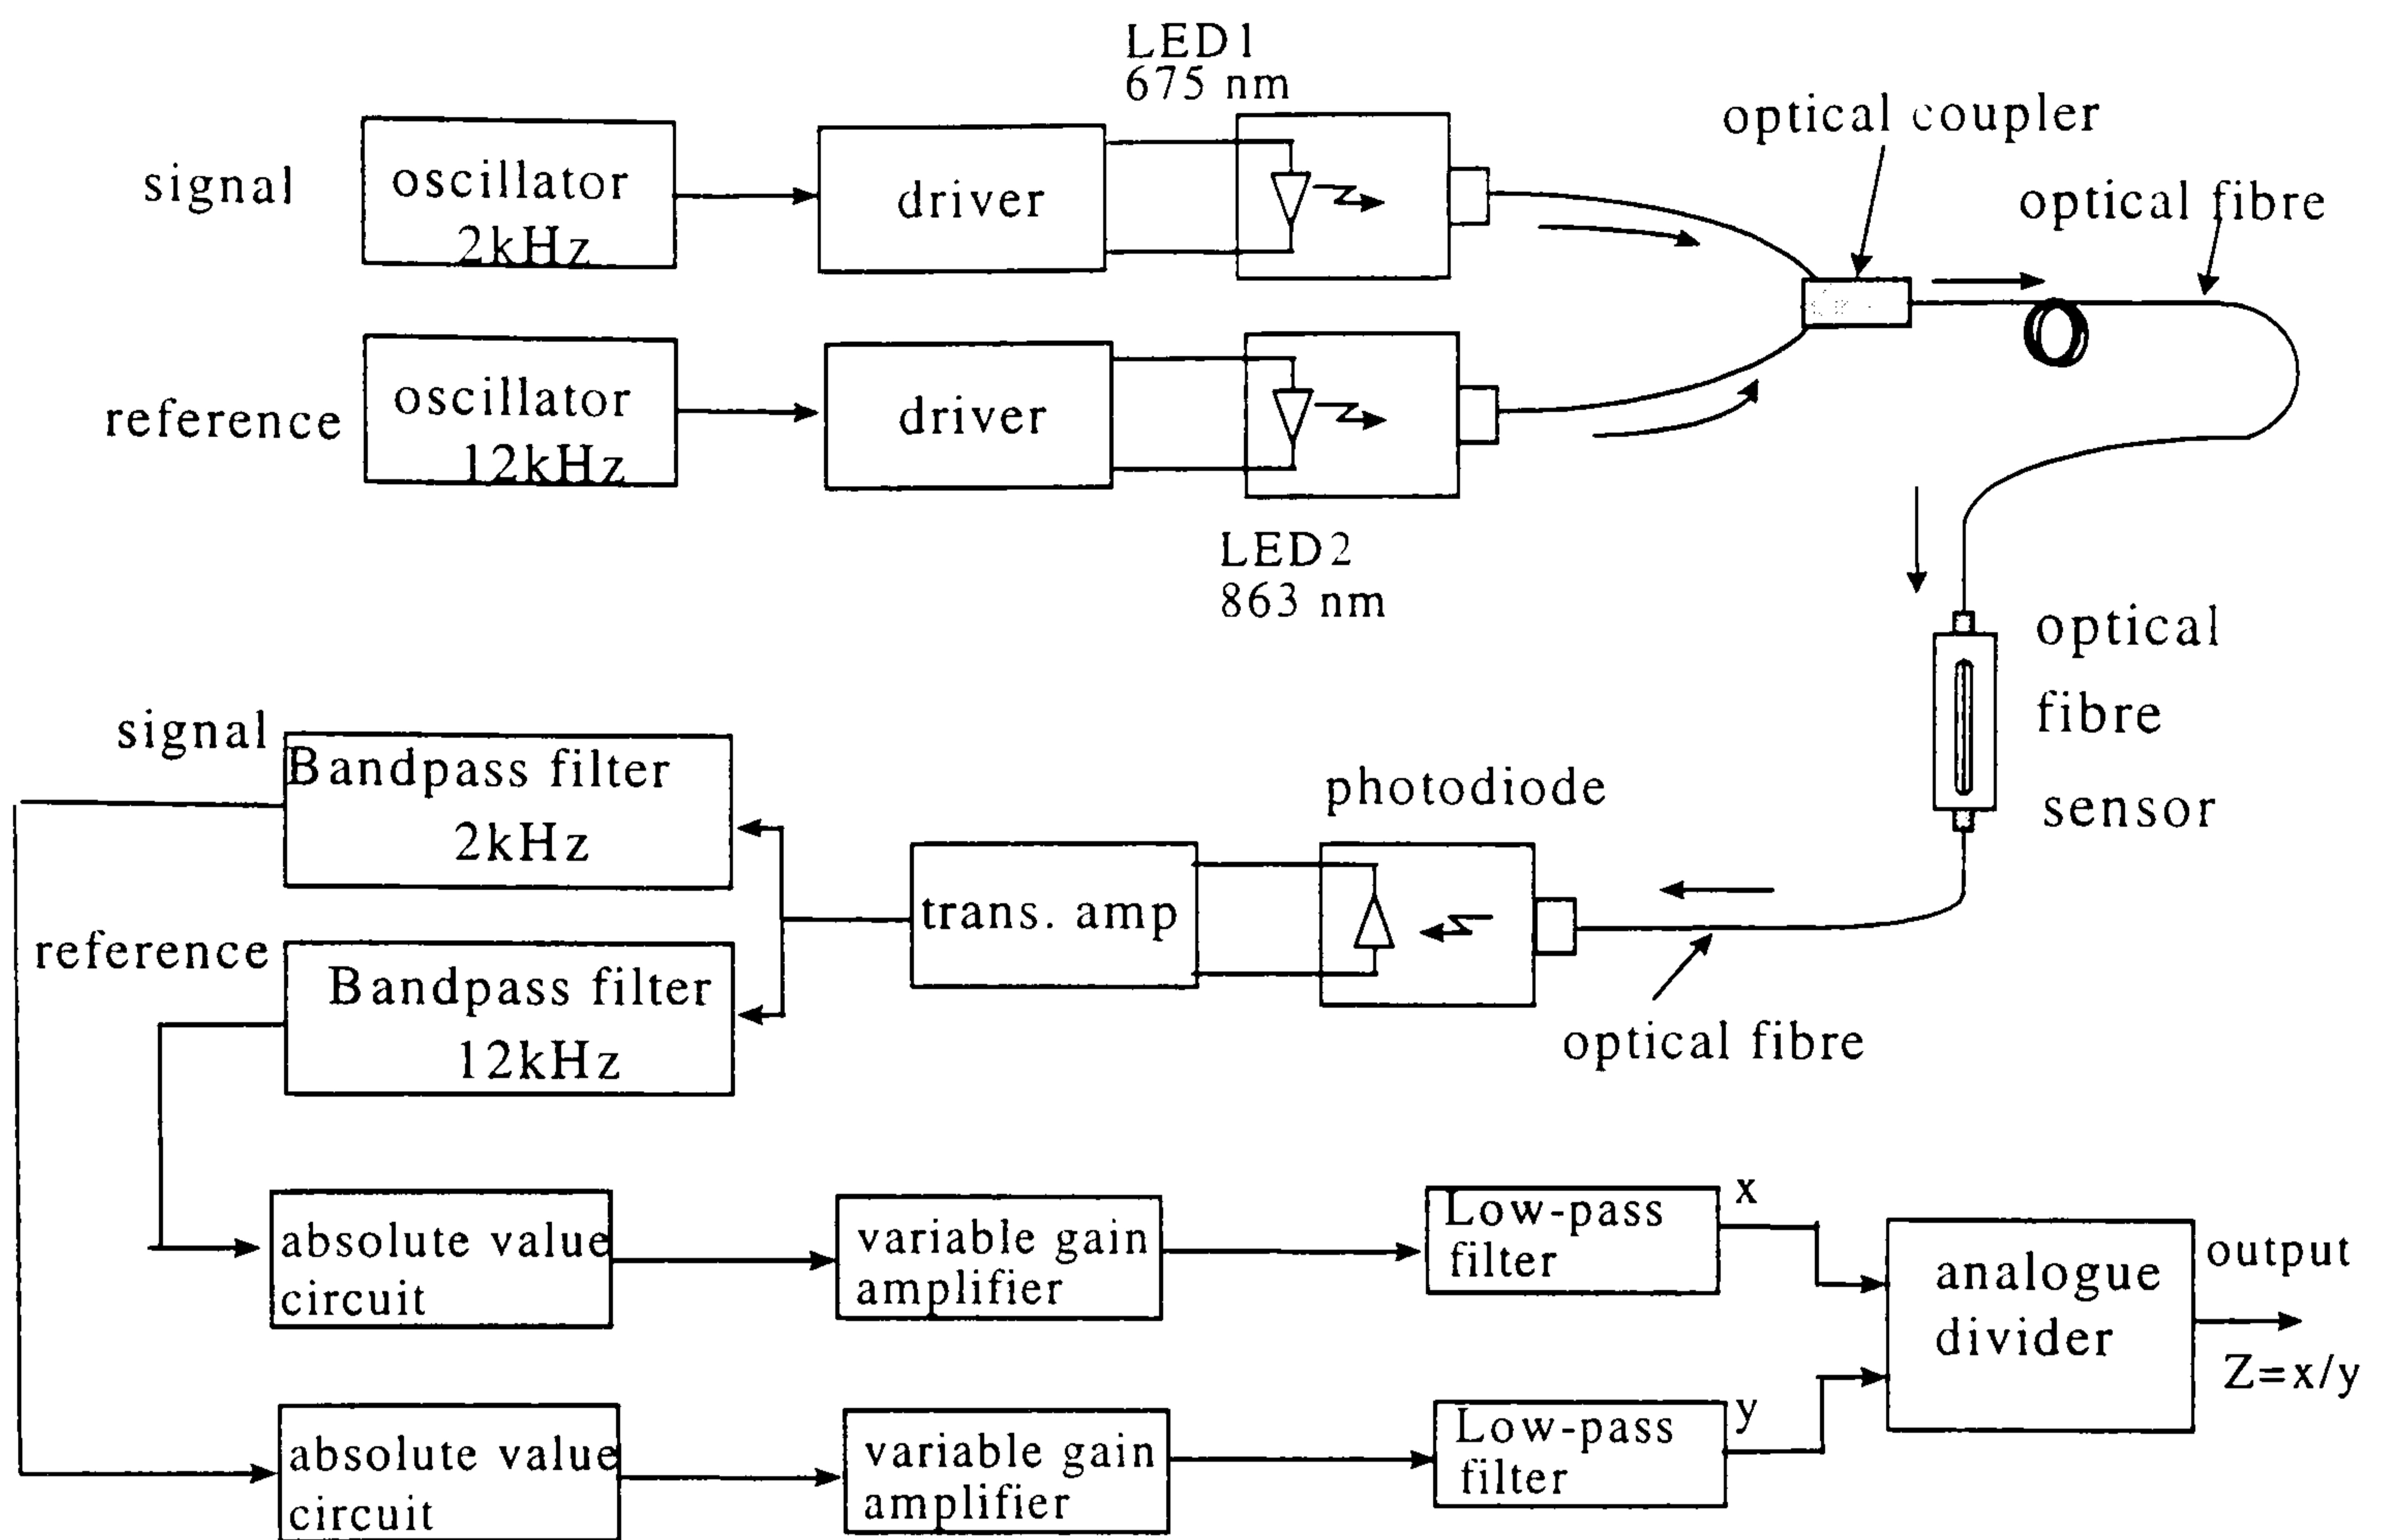 LED1
675 nm
optical coupler
signal
oscillator
2kHz
driver
optical fibre
reference
oscillator
12kHz
driver
LED2
863 nm
optical
fibre
sensor
signal
Bandpass filter
2kHz
photodiode
trans. amp
reference
Bandpass filter
12kHz
optical fibre
absolute value
circuit
variable gain
amplifier
Low-pass
filter
x
analogue
divider
output
Z=x/y
absolute value
circuit
variable gain
amplifier
Low-pass
filter
y